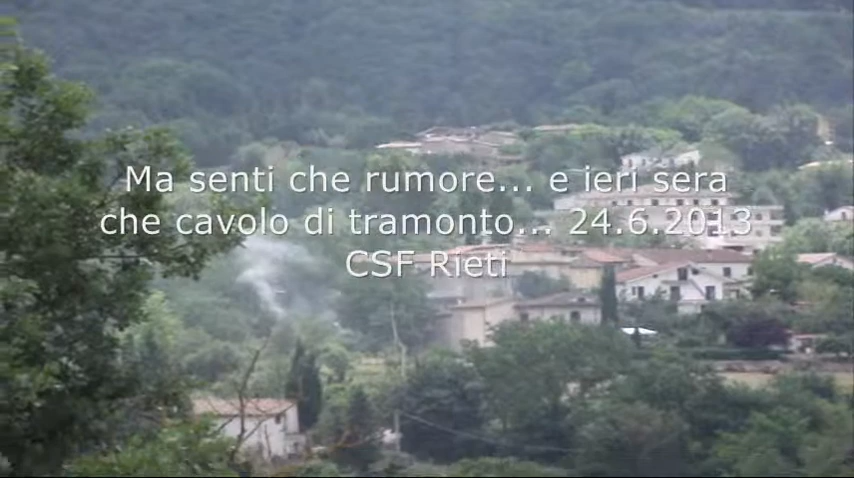 Ma senti che rumore... e ieri sera
che cavolo di tramonto... 24.6.2013
CSF Rieti